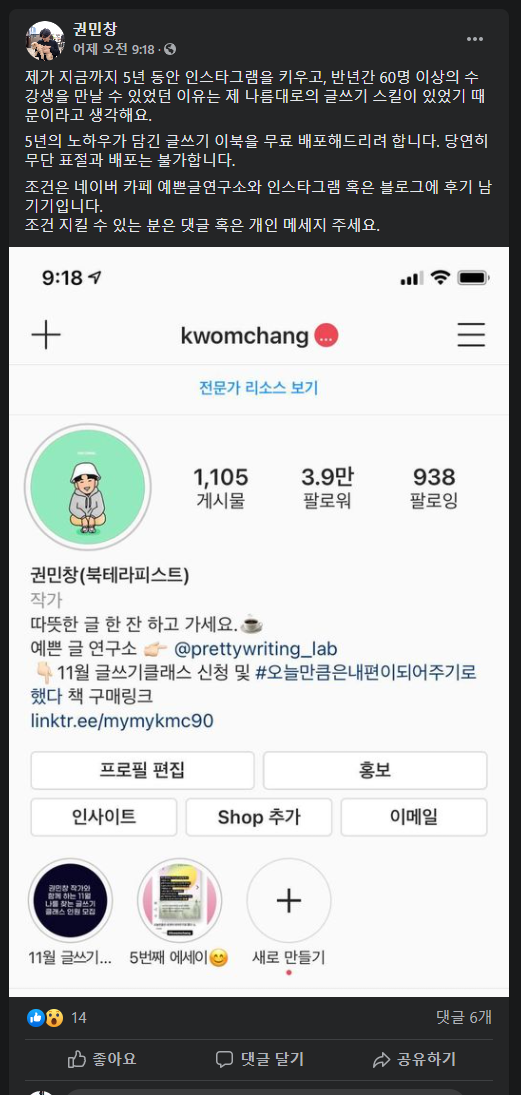 권민창
어제 오전 9:18 ·
제가 지금까지 5년 동안 인스타그램을 키우고, 반년간 60명 이상의 수
강생을 만날 수 있었던 이유는 제 나름대로의 글쓰기 스킬이 있었기 때
문이라고 생각해요.
5년의 노하우가 담긴 글쓰기 이북을 무료 배포해드리려 합니다. 당연히
무단 표절과 배포는 불가합니다.
조건은 네이버 카페 예쁜글연구소와 인스타그램 혹은 블로그에 후기 남
기기입니다.
조건 지킬 수 있는 분은 댓글 혹은 개인 메세지 주세요.
9:18
kwomchang
전문가 리소스 보기
1,105 3.9만 938
게시물 팔로워 팔로잉
권민창(북테라피스트)
작가
따뜻한 글 한 잔 하고 가세요.☕
예쁜 글 연구소 👉🏻 @prettywriting_lab
👇🏻11월 글쓰기클래스 신청 및 #오늘만큼은내편이되어주기로
했다 책 구매링크
linktr.ee/mymykmc90
프로필 편집 홍보
인사이트 Shop 추가 이메일
권민창 작가와
함께 하는 11월
나를 찾는 글쓰기
클래스 인원 모집
11월 글쓰기... 5번째 에세이😊 새로 만들기
14 댓글 6개
좋아요 댓글 달기 공유하기